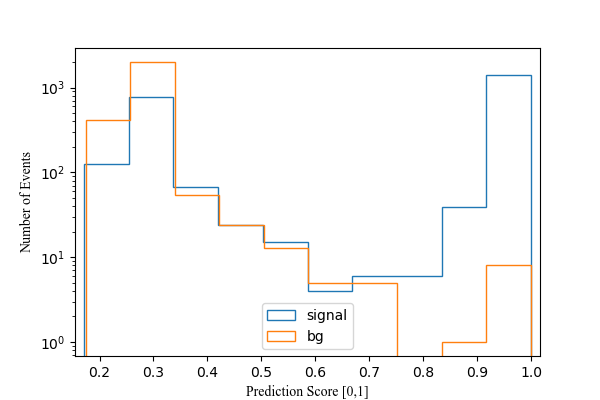 10³
10²
10¹
10⁰
Number of Events
signal
bg
0.2 0.3 0.4 0.5 0.6 0.7 0.8 0.9 1.0
Prediction Score [0,1]